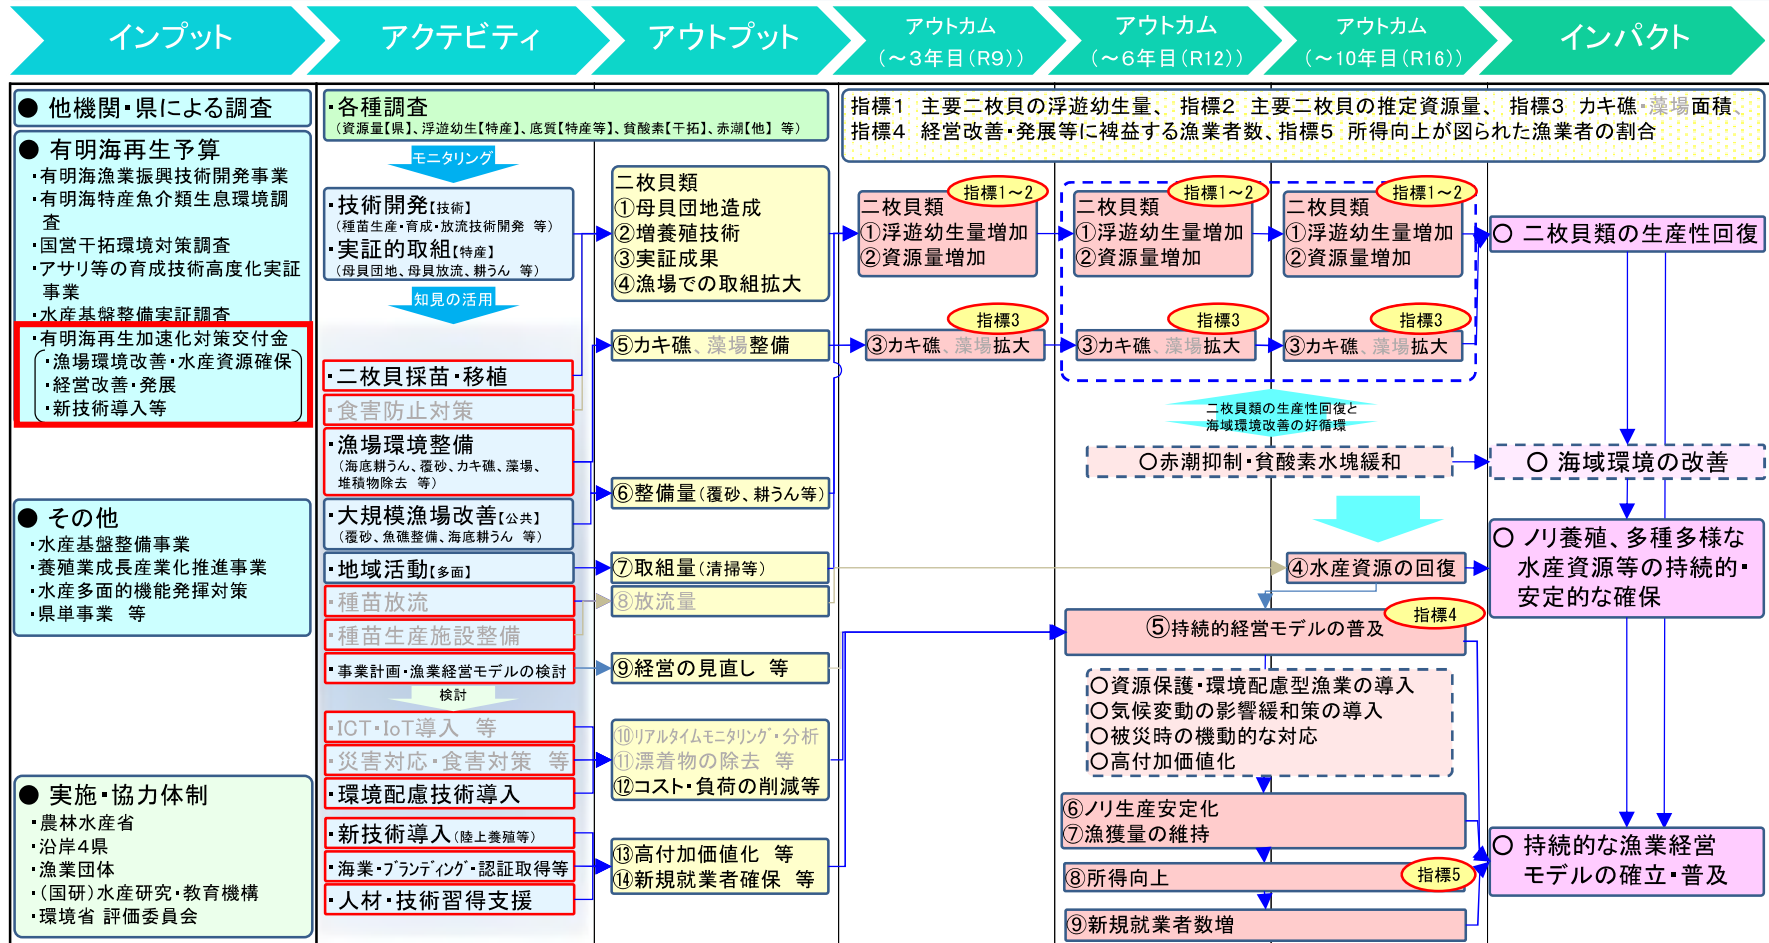 インプット
アクテビティ
アウトプット
アウトカム
(～3年目(R9))
アウトカム
(～6年目(R12))
アウトカム
(～10年目(R16))
インパクト
● 他機関・県による調査
● 有明海再生予算
・有明海漁業振興技術開発事業
・有明海特産魚介類生息環境調
査
・国営干拓環境対策調査
・アサリ等の育成技術高度化実証
事業
・水産基盤整備実証調査
・有明海再生加速化対策交付金
・漁場環境改善・水産資源確保
・経営改善・発展
・新技術導入等
● その他
・水産基盤整備事業
・養殖業成長産業化推進事業
・水産多面的機能発揮対策
・県単事業 等
● 実施・協力体制
・農林水産省
・沿岸4県
・漁業団体
・(国研)水産研究・教育機構
・環境省 評価委員会
・各種調査
(資源量【県】、浮遊幼生【特産】、底質【特産等】、貧酸素【干拓】、赤潮【他】 等)
モニタリング
・技術開発【技術】
(種苗生産・育成・放流技術開発 等)
・実証的取組【特産】
(母貝団地、母貝放流、耕うん 等)
知見の活用
・二枚貝採苗・移植
・食害防止対策
・漁場環境整備
(海底耕うん、覆砂、カキ礁、藻場、
堆積物除去 等)
・大規模漁場改善【公共】
(覆砂、魚礁整備、海底耕うん 等)
・地域活動【多面】
・種苗放流
・種苗生産施設整備
・事業計画・漁業経営モデルの検討
検討
・ICT・IoT導入 等
・災害対応・食害対策 等
・環境配慮技術導入
・新技術導入(陸上養殖等)
・海業・ブランディング・認証取得等
・人材・技術習得支援
二枚貝類
①母貝団地造成
②増養殖技術
③実証成果
④漁場での取組拡大
⑤カキ礁、藻場整備
⑥整備量(覆砂、耕うん等)
⑦取組量(清掃等)
⑧放流量
⑨経営の見直し 等
⑩リアルタイムモニタリング・分析
⑪漂着物の除去 等
⑫コスト・負荷の削減等
⑬高付加価値化 等
⑭新規就業者確保 等
指標1 主要二枚貝の浮遊幼生量、 指標2 主要二枚貝の推定資源量、 指標3 カキ礁・藻場面積、
指標4 経営改善・発展等に裨益する漁業者数、指標5 所得向上が図られた漁業者の割合
指標1～2
二枚貝類
①浮遊幼生量増加
②資源量増加
指標3
③カキ礁、藻場拡大
指標1～2
二枚貝類
①浮遊幼生量増加
②資源量増加
指標3
③カキ礁、藻場拡大
指標1～2
二枚貝類
①浮遊幼生量増加
②資源量増加
指標3
③カキ礁、藻場拡大
二枚貝類の生産性回復と
海域環境改善の好循環
〇赤潮抑制・貧酸素水塊緩和
④水産資源の回復
指標4
⑤持続的経営モデルの普及
〇資源保護・環境配慮型漁業の導入
〇気候変動の影響緩和策の導入
〇被災時の機動的な対応
〇高付加価値化
⑥ノリ生産安定化
⑦漁獲量の維持
指標5
⑧所得向上
⑨新規就業者数増
〇 二枚貝類の生産性回復
〇 海域環境の改善
〇 ノリ養殖、多種多様な
水産資源等の持続的・
安定的な確保
〇 持続的な漁業経営
モデルの確立・普及